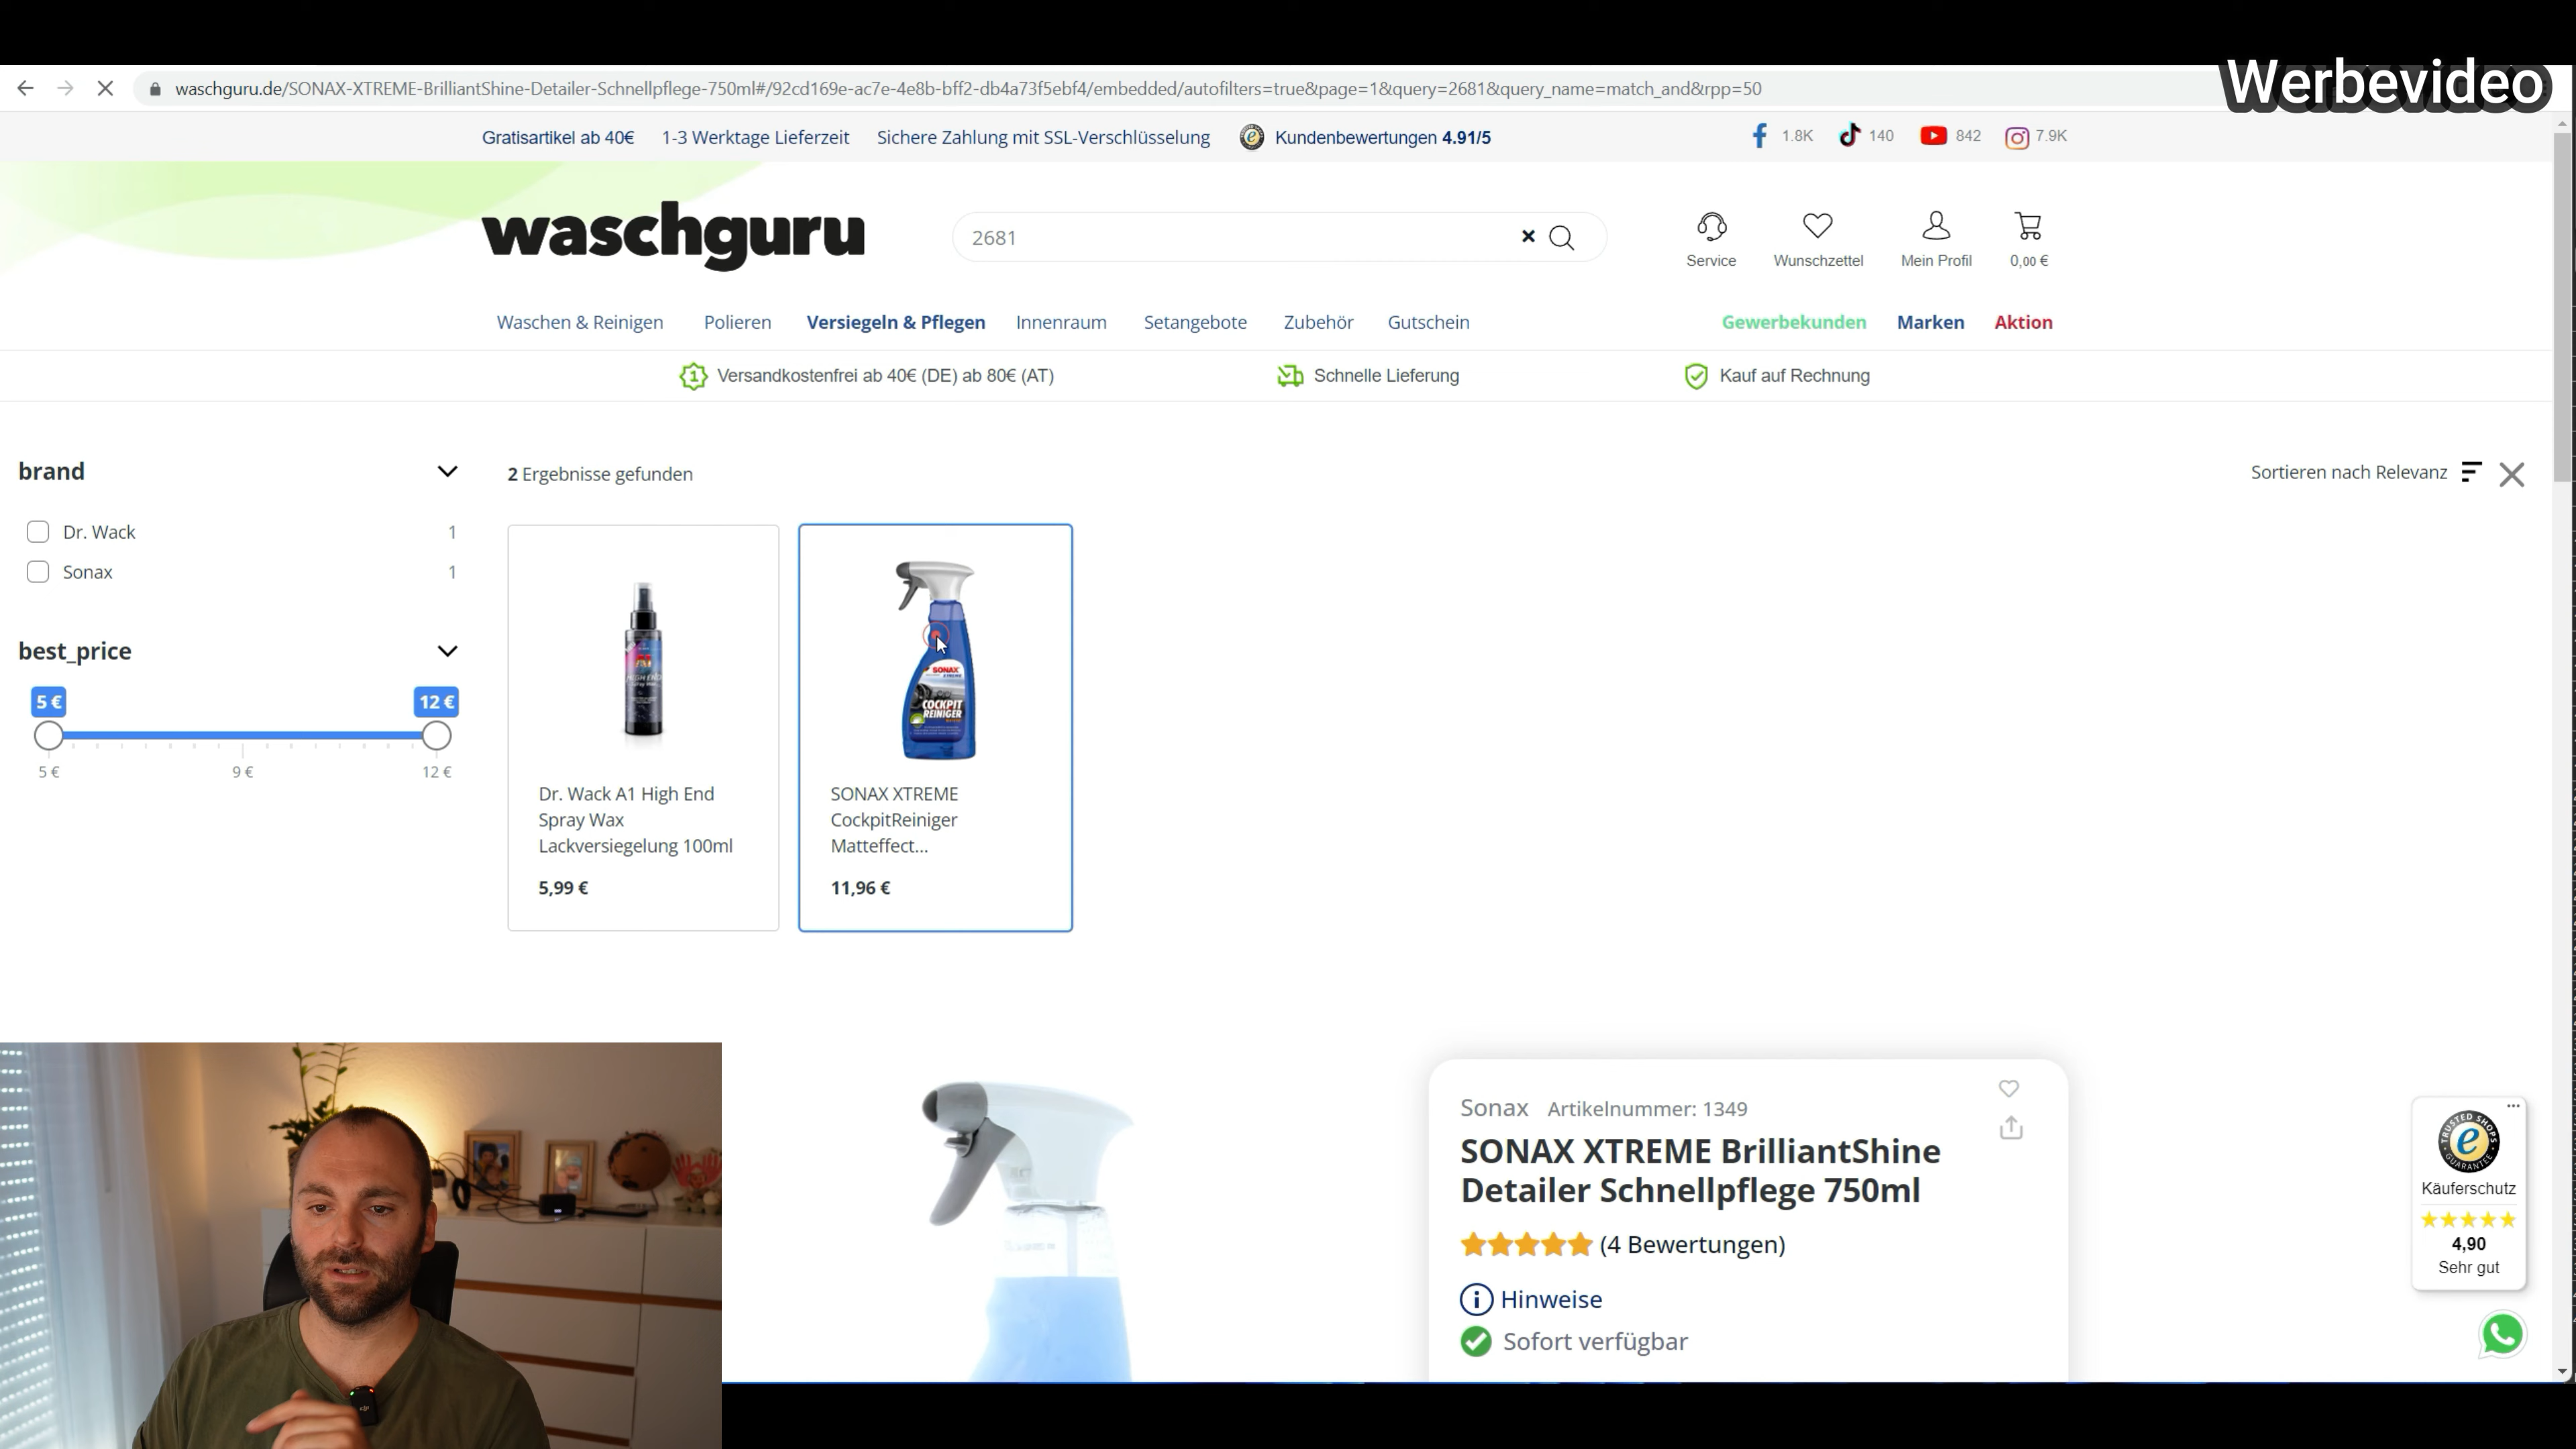 Werbevideo
waschguru.de/SONAX-XTREME-BrilliantShine-Detailer-Schnellpflege-750ml#/92cd169e-ac7e-4e8b-bff2-db4a73f5ebf4/embedded/autofilters=true&page=1&query=2681&query_name=match_and&rpp=50
Gratisartikel ab 40€ 1-3 Werktage Lieferzeit Sichere Zahlung mit SSL-Verschlüsselung Kundenbewertungen 4.91/5 1.8K 140 842 7.9K
waschguru
2681
Service Wunschzettel Mein Profil 0,00 €
Waschen & Reinigen Polieren Versiegeln & Pflegen Innenraum Setangebote Zubehör Gutschein Gewerbekunden Marken Aktion
Versandkostenfrei ab 40€ (DE) ab 80€ (AT) Schnelle Lieferung Kauf auf Rechnung
brand
2 Ergebnisse gefunden
Sortieren nach Relevanz
Dr. Wack 1
Sonax 1
best_price
5 € 12 €
5 € 9 € 12 €
HIGH END
SONAX
XTREME
COCKPIT
REINIGER
Dr. Wack A1 High End
Spray Wax
Lackversiegelung 100ml
5,99 €
SONAX XTREME
CockpitReiniger
Matteffect...
11,96 €
Sonax Artikelnummer: 1349
SONAX XTREME BrilliantShine
Detailer Schnellpflege 750ml
(4 Bewertungen)
Hinweise
Sofort verfügbar
TRUSTED SHOPS
GUARANTEE
Käuferschutz
4,90
Sehr gut